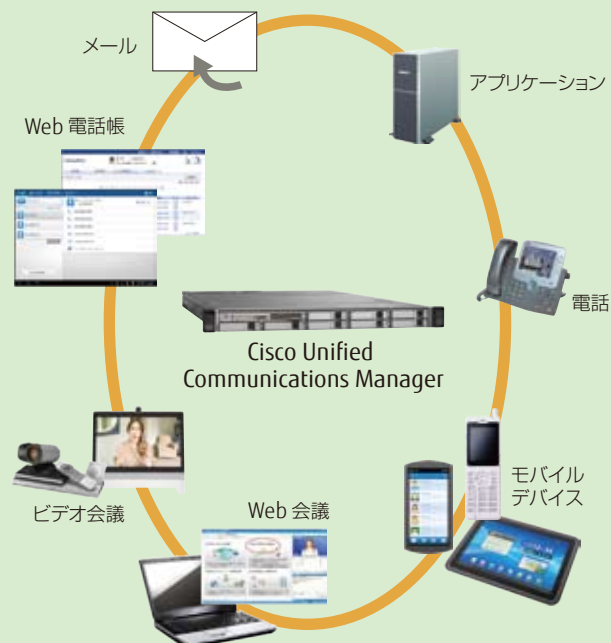 メール
アプリケーション
Web 電話帳
電話
Cisco Unified
Communications Manager
モバイル
デバイス
ビデオ会議
Web 会議